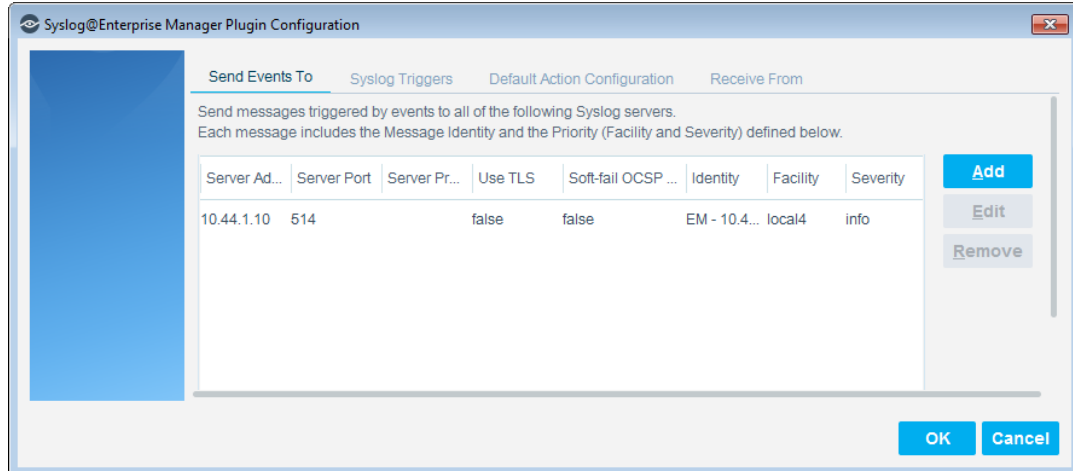 Syslog@Enterprise Manager Plugin Configuration
Send Events To Syslog Triggers Default Action Configuration Receive From
Send messages triggered by events to all of the following Syslog servers.
Each message includes the Message Identity and the Priority (Facility and Severity) defined below.
Server Ad... Server Port Server Pr... Use TLS Soft-fail OCSP ... Identity Facility Severity
10.44.1.10 514 false false EM - 10.4... local4 info
Add
Edit
Remove
OK Cancel